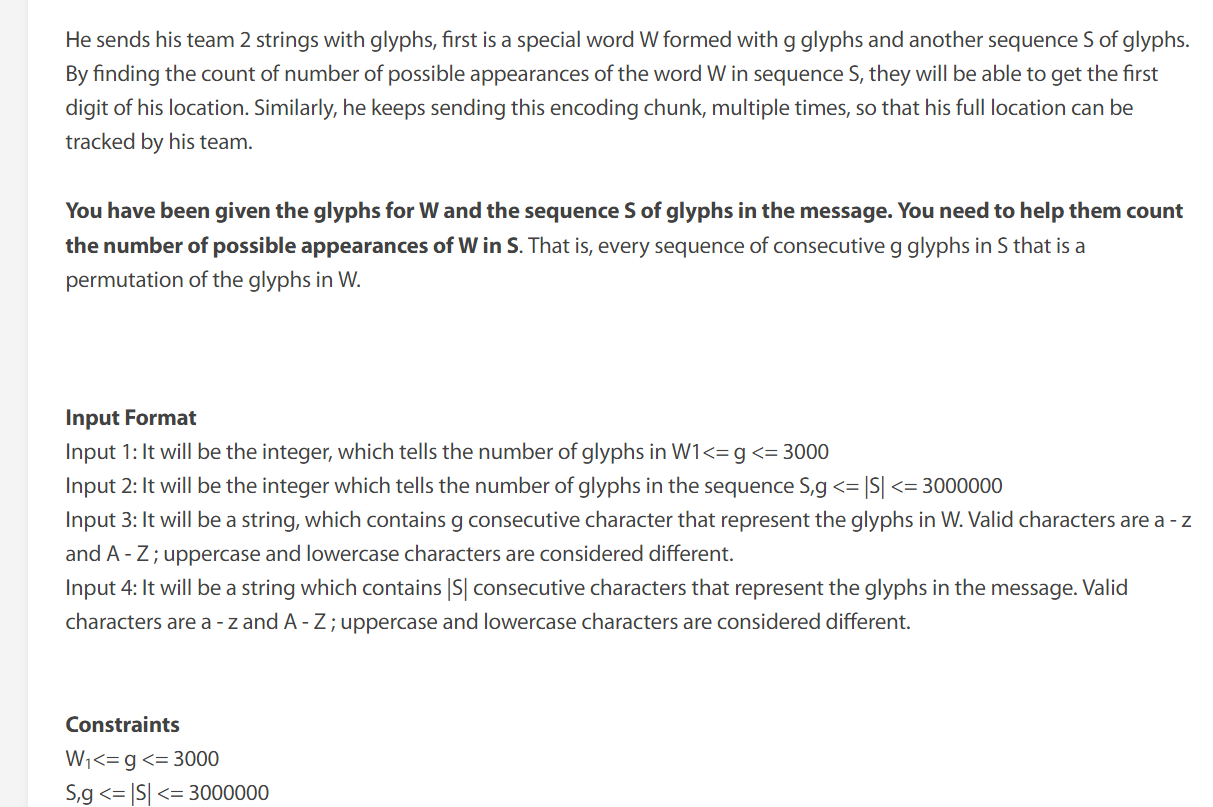 He sends his team 2 strings with glyphs, first is a special word W formed with g glyphs and another sequence S of glyphs.
By finding the count of number of possible appearances of the word W in sequence S, they will be able to get the first
digit of his location. Similarly, he keeps sending this encoding chunk, multiple times, so that his full location can be
tracked by his team.
You have been given the glyphs for W and the sequence S of glyphs in the message. You need to help them count
the number of possible appearances of W in S. That is, every sequence of consecutive g glyphs in S that is a
permutation of the glyphs in W.
Input Format
Input 1: It will be the integer, which tells the number of glyphs in W1<= g <= 3000
Input 2: It will be the integer which tells the number of glyphs in the sequence S,g <= |S| <= 3000000
Input 3: It will be a string, which contains g consecutive character that represent the glyphs in W. Valid characters are a - z
and A - Z ; uppercase and lowercase characters are considered different.
Input 4: It will be a string which contains |S| consecutive characters that represent the glyphs in the message. Valid
characters are a - z and A - Z ; uppercase and lowercase characters are considered different.
Constraints
W₁<= g <= 3000
S,g <= |S| <= 3000000